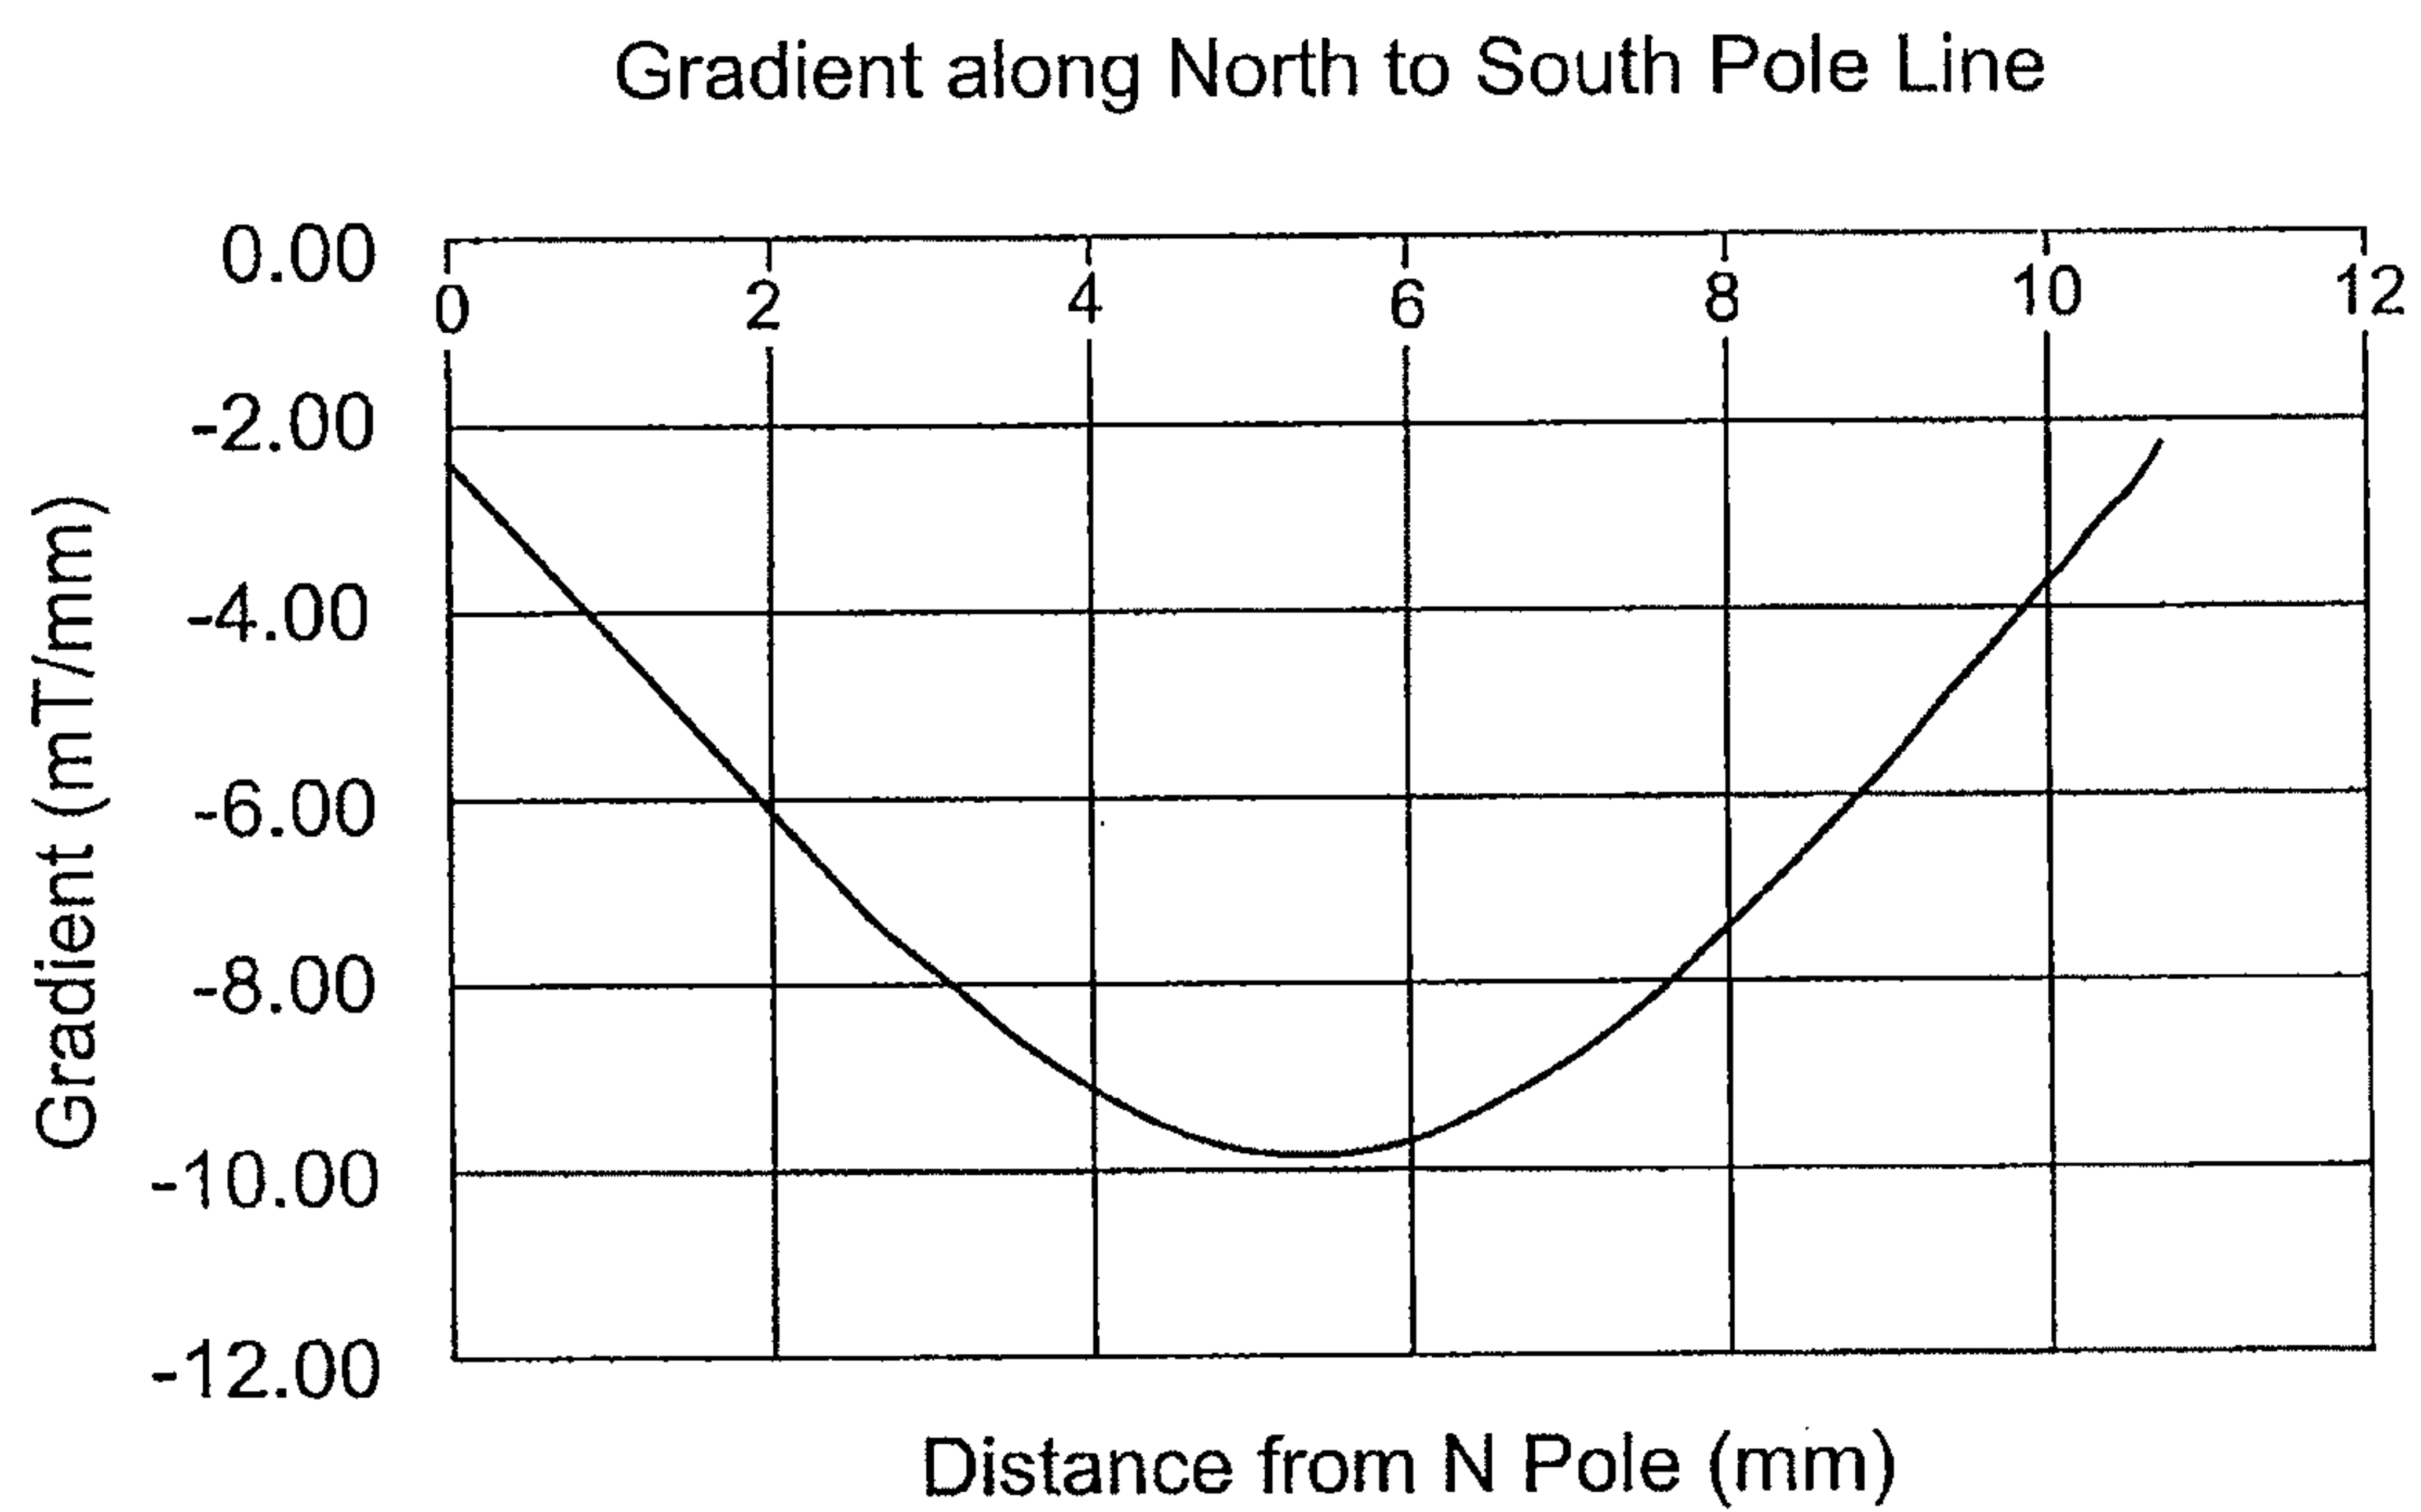 Gradient along North to South Pole Line
0.00
0 2 4 6 8 10 12
-2.00
-4.00
-6.00
-8.00
-10.00
-12.00
Gradient (mT/mm)
Distance from N Pole (mm)